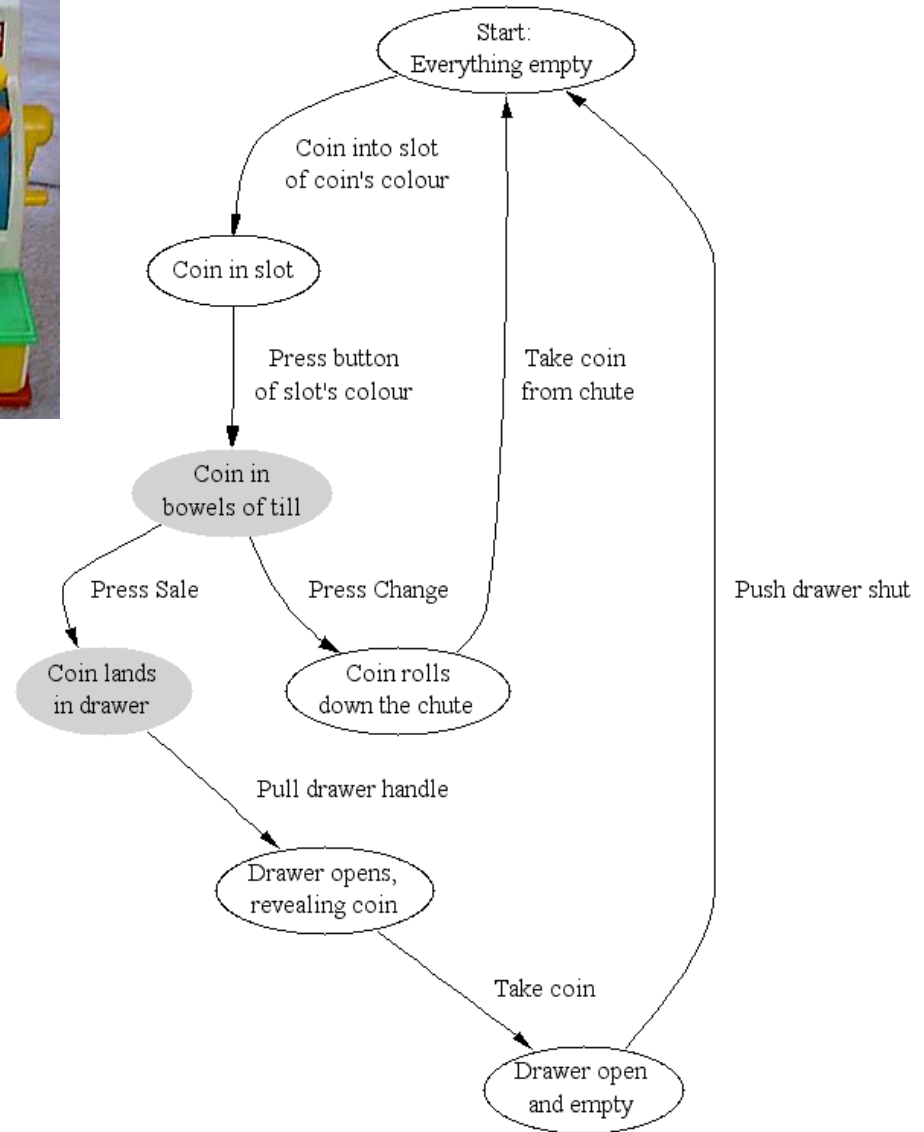 Start:
Everything empty
Coin into slot
of coin's colour
Coin in slot
Press button
of slot's colour
Take coin
from chute
Coin in
bowels of till
Press Sale
Press Change
Push drawer shut
Coin lands
in drawer
Coin rolls
down the chute
Pull drawer handle
Drawer opens,
revealing coin
Take coin
Drawer open
and empty